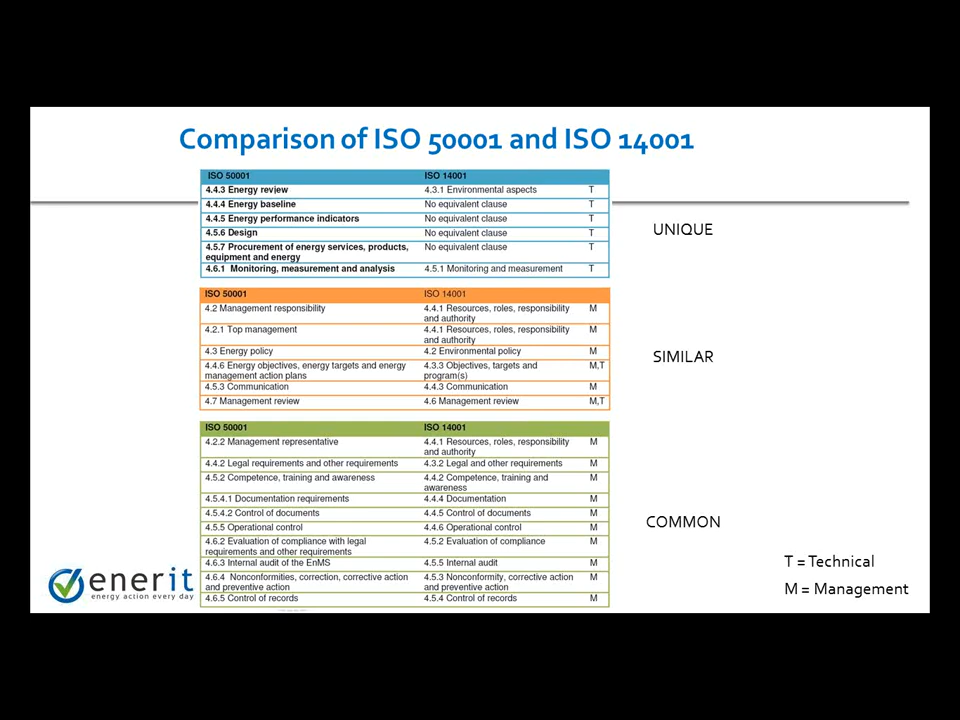 Comparison of ISO 50001 and ISO 14001
ISO 50001 ISO 14001
4.4.3 Energy review 4.3.1 Environmental aspects T
4.4.4 Energy baseline No equivalent clause T
4.4.5 Energy performance indicators No equivalent clause T
4.5.6 Design No equivalent clause T
4.5.7 Procurement of energy services, products, No equivalent clause T
equipment and energy
4.6.1 Monitoring, measurement and analysis 4.5.1 Monitoring and measurement T
UNIQUE
ISO 50001 ISO 14001
4.2 Management responsibility 4.4.1 Resources, roles, responsibility M
and authority
4.2.1 Top management 4.4.1 Resources, roles, responsibility M
and authority
4.3 Energy policy 4.2 Environmental policy M
4.4.6 Energy objectives, energy targets and energy 4.3.3 Objectives, targets and M,T
management action plans program(s)
4.5.3 Communication 4.4.3 Communication M
4.7 Management review 4.6 Management review M,T
SIMILAR
ISO 50001 ISO 14001
4.2.2 Management representative 4.4.1 Resources, roles, responsibility M
and authority
4.4.2 Legal requirements and other requirements 4.3.2 Legal and other requirements M
4.5.2 Competence, training and awareness 4.4.2 Competence, training and M
awareness
4.5.4.1 Documentation requirements 4.4.4 Documentation M
4.5.4.2 Control of documents 4.4.5 Control of documents M
4.5.5 Operational control 4.4.6 Operational control M
4.6.2 Evaluation of compliance with legal 4.5.2 Evaluation of compliance M
requirements and other requirements
4.6.3 Internal audit of the EnMS 4.5.5 Internal audit M
4.6.4 Nonconformities, correction, corrective action 4.5.3 Nonconformity, corrective action M
and preventive action and preventive action
4.6.5 Control of records 4.5.4 Control of records M
COMMON
T = Technical
M = Management
enerit
energy action every day